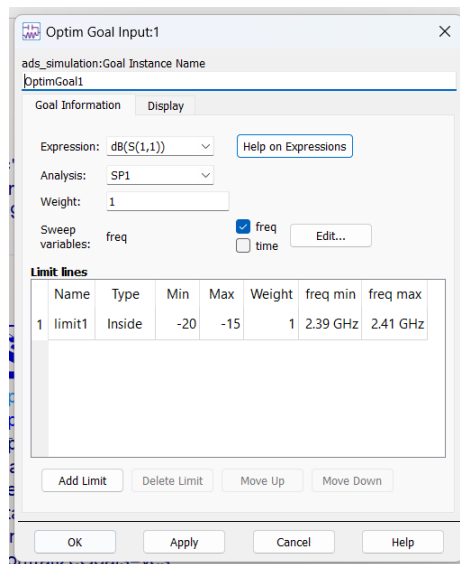 Optim Goal Input:1
ads_simulation:Goal Instance Name
OptimGoal1
Goal Information Display
Expression: dB(S(1,1)) Help on Expressions
Analysis: SP1
Weight: 1
Sweep variables: freq freq time Edit...
Limit lines
Name Type Min Max Weight freq min freq max
1 limit1 Inside -20 -15 1 2.39 GHz 2.41 GHz
Add Limit Delete Limit Move Up Move Down
OK Apply Cancel Help